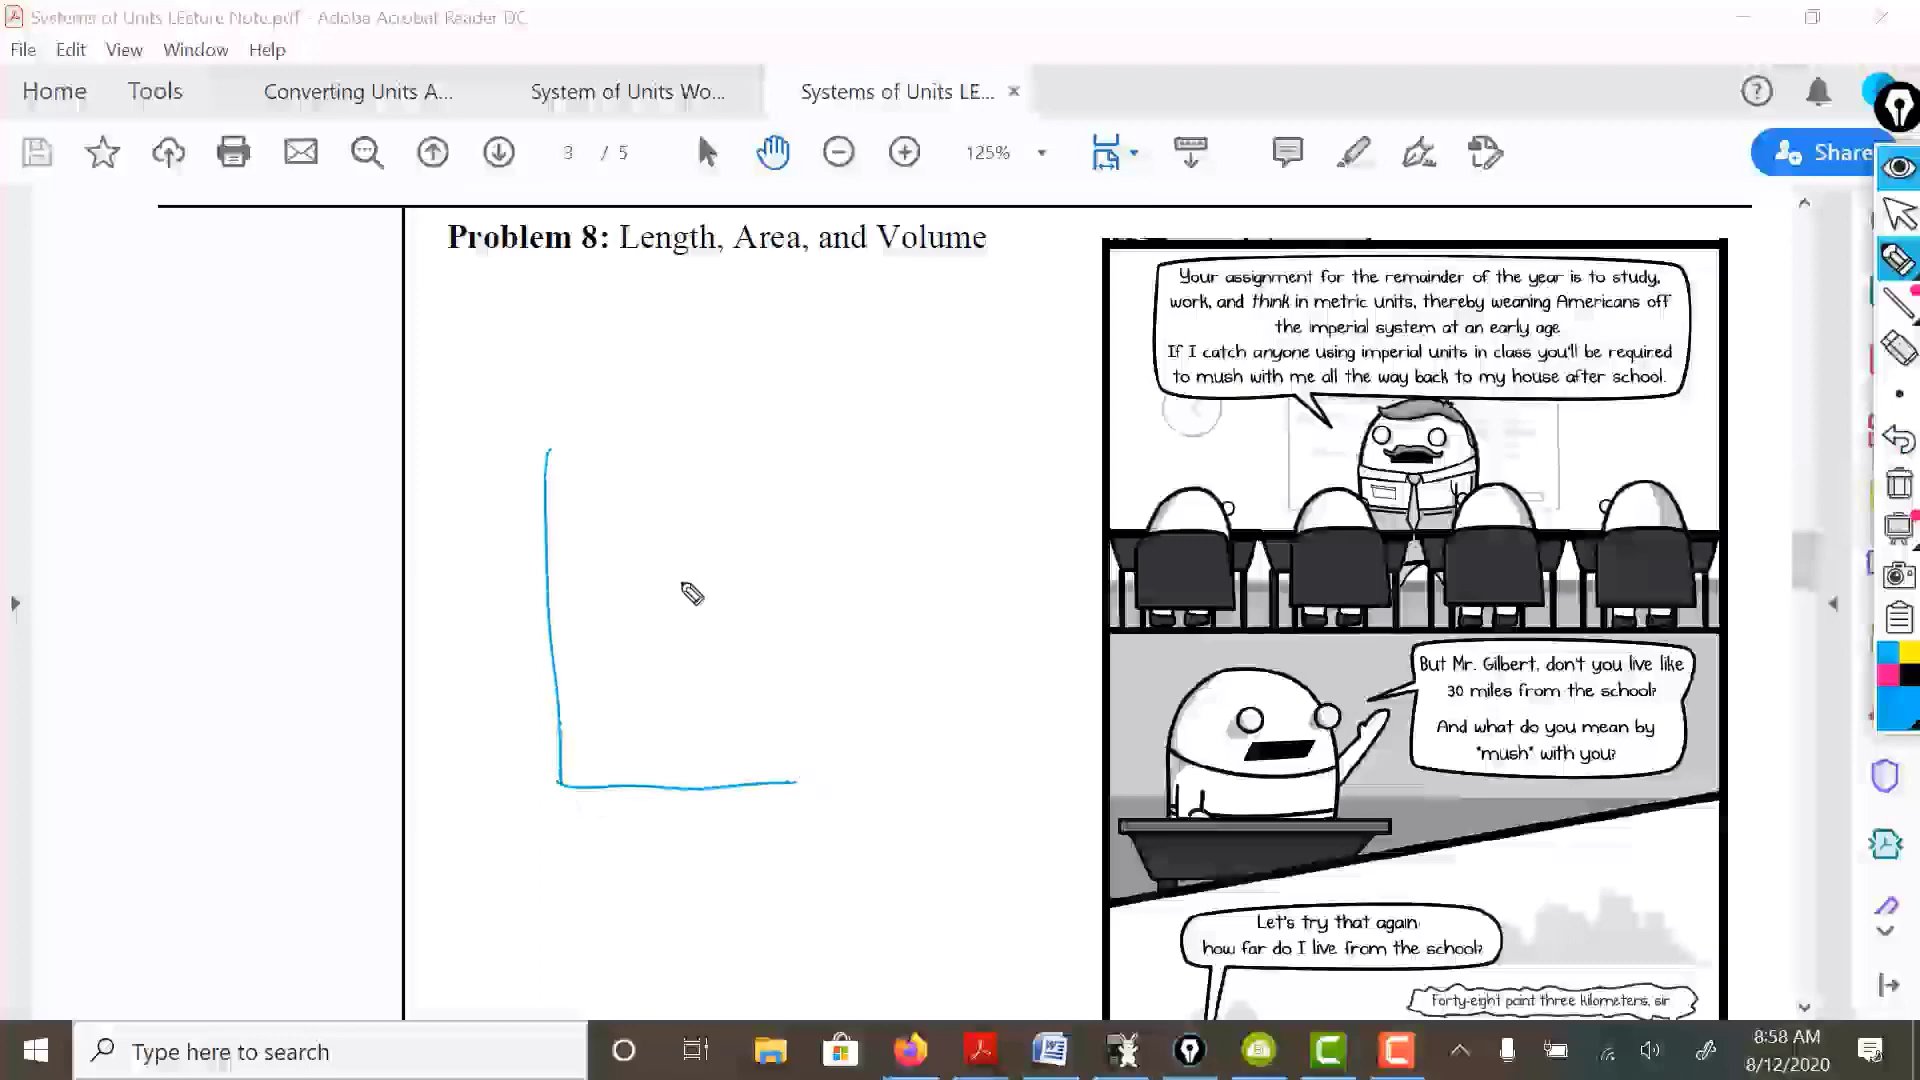 Systems of Units LEcture Note.pdf - Adobe Acrobat Reader DC
File Edit View Window Help
Home Tools Converting Units A... System of Units Wo... Systems of Units LE... ×
3 / 5 125% Share
Problem 8: Length, Area, and Volume
Your assignment for the remainder of the year is to study,
work, and think in metric units, thereby weaning Americans off
the imperial system at an early age
If I catch anyone using imperial units in class you'll be required
to mush with me all the way back to my house after school.
But Mr. Gilbert, don't you live like
30 miles from the school?
And what do you mean by
"mush" with you?
Let's try that again
how far do I live from the school?
Forty-eight point three kilometers, sir
Type here to search
8:58 AM
8/12/2020